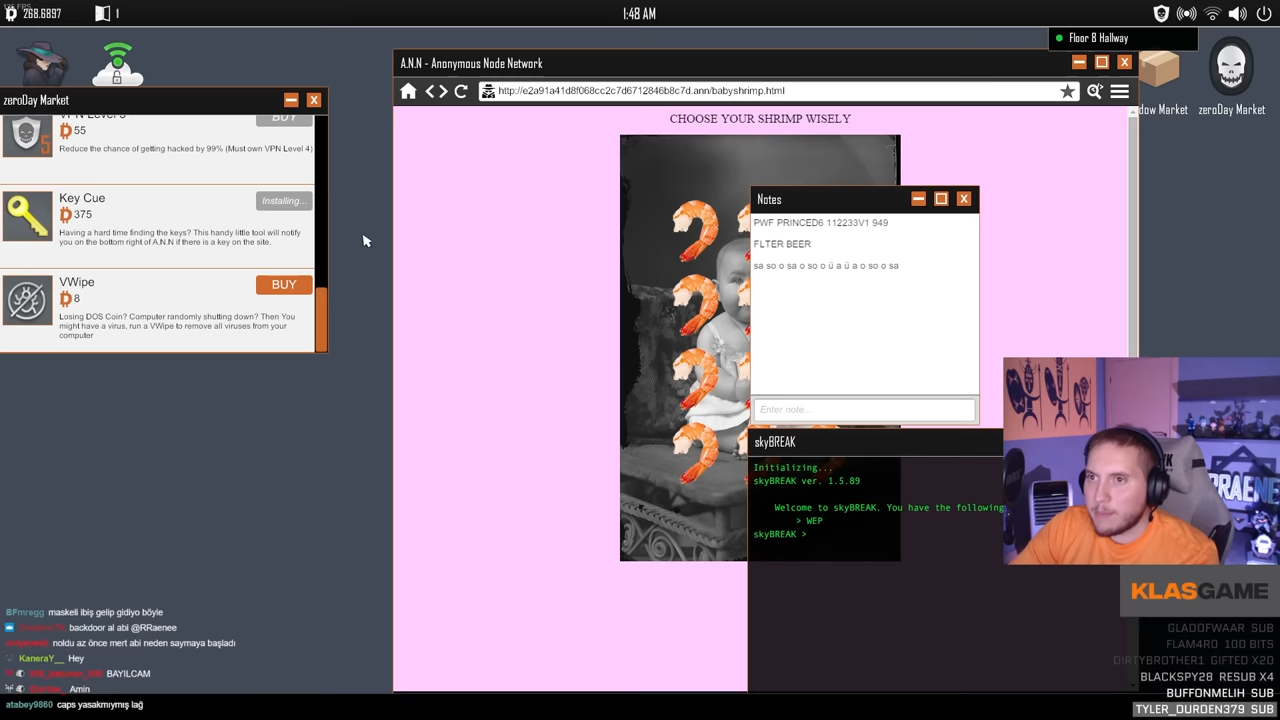 268.6897
1
1:48 AM
Floor 8 Hallway
zeroDay Market
A.N.N - Anonymous Node Network
http://e2a91a41d8f068cc2c7d6712846b8c7d.ann/babyshrimp.html
dow Market
zeroDay Market
CHOOSE YOUR SHRIMP WISELY
BUY
55
Reduce the chance of getting hacked by 99% (Must own VPN Level 4)
Key Cue
Installing...
375
Having a hard time finding the keys? This handy little tool will notify
you on the bottom right of A.N.N if there is a key on the site.
VWipe
BUY
8
Losing DOS Coin? Computer randomly shutting down? Then You
might have a virus, run a VWipe to remove all viruses from your
computer
Notes
PWF PRINCED6 112233V1 949
FLTER BEER
sa so o sa o so o ü a ü a o so o sa
Enter note...
skyBREAK
Initializing...
skyBREAK ver. 1.5.89
Welcome to skyBREAK. You have the following
> WEP
skyBREAK >
BFmregg maskeli ibiş gelip gidiyo böyle
backdoor al abi @RRaenee
noldu az önce mert abi neden saymaya başladı
KaneraY__ Hey
BAYILCAM
Amin
atabey9860 caps yasakmıymış lağ
KLASGAME
GLADOFWAAR SUB
FLAM4R0 100 BITS
DIRTYBROTHER1 GIFTED X20
BLACKSPY28 RESUB X4
BUFFONMELIH SUB
TYLER_DURDEN379 SUB